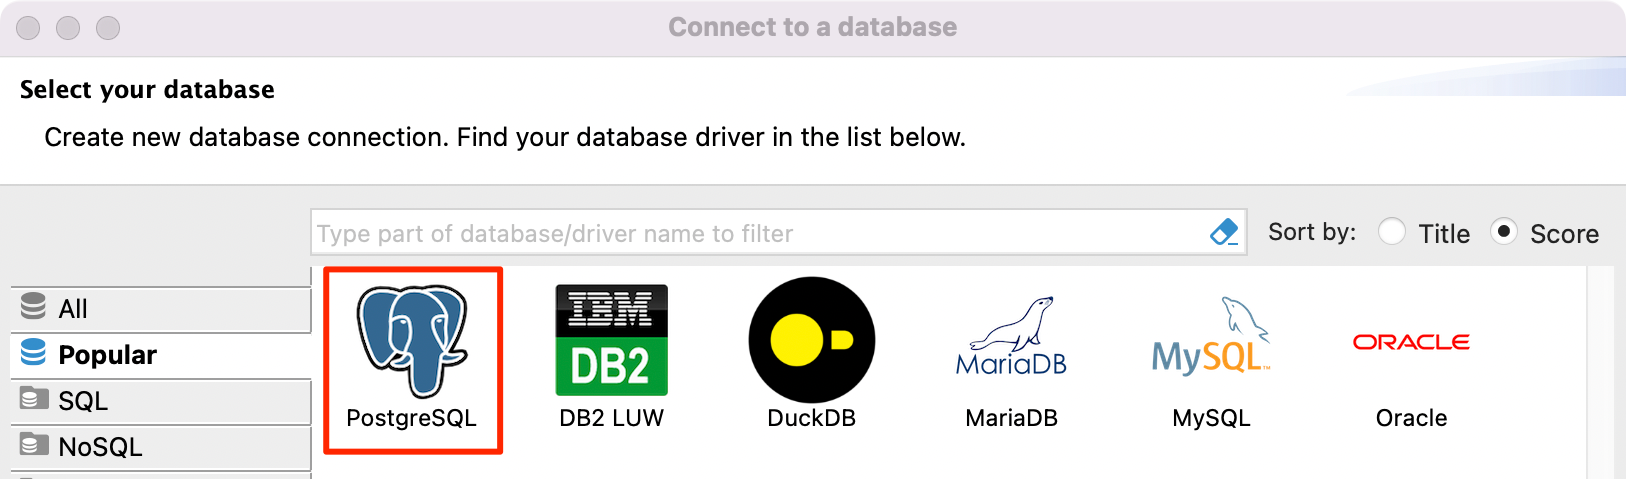 Connect to a database
Select your database
Create new database connection. Find your database driver in the list below.
Type part of database/driver name to filter
Sort by: Title Score
All
Popular
SQL
NoSQL
IBM
DB2
MariaDB
MySQL™
ORACLE
PostgreSQL
DB2 LUW
DuckDB
MariaDB
MySQL
Oracle